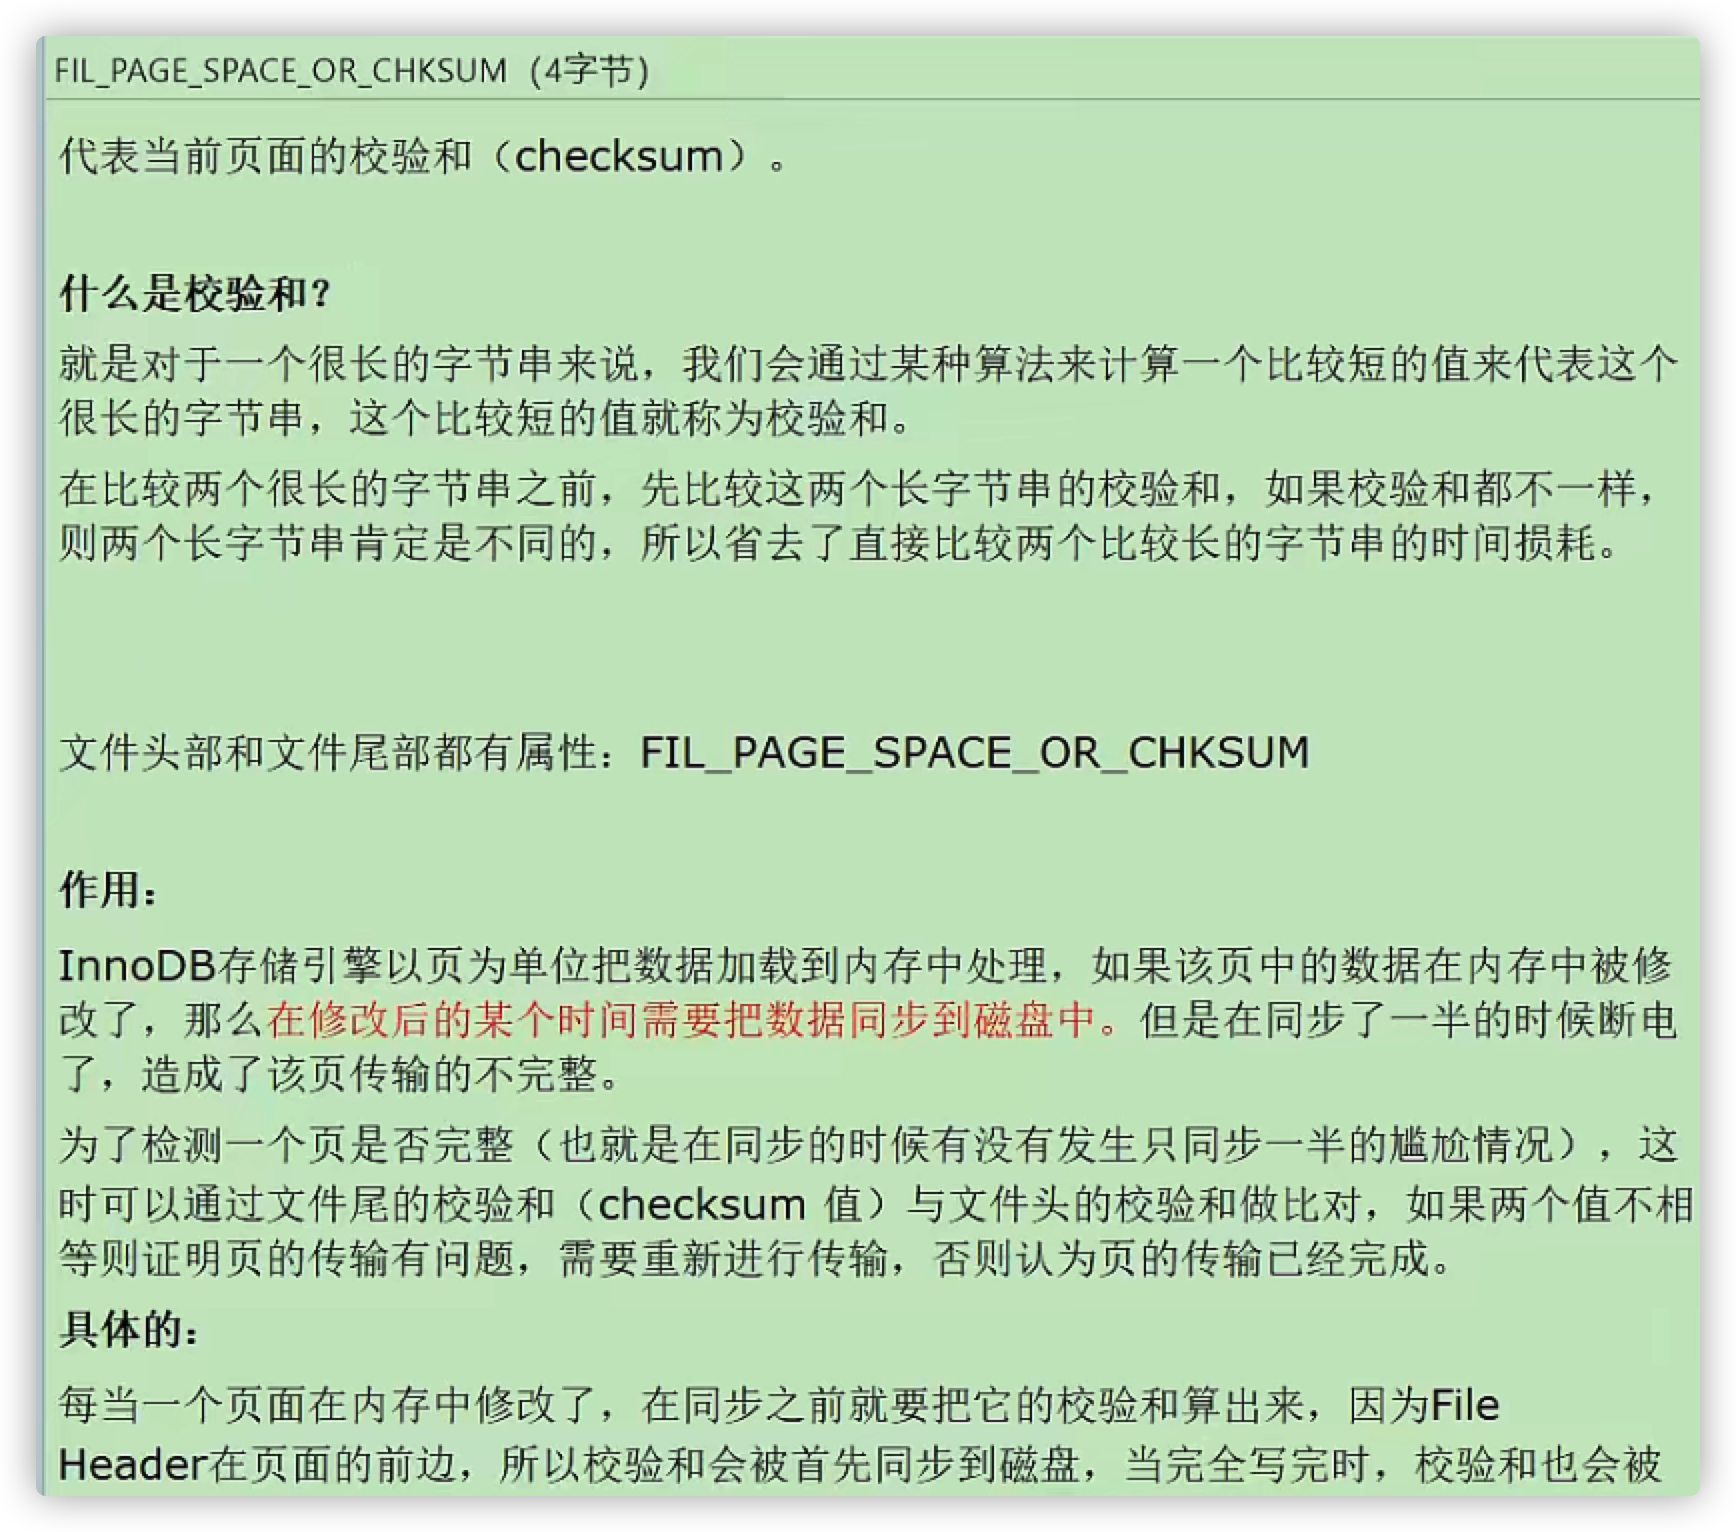 FIL_PAGE_SPACE_OR_CHKSUM（4字节）
代表当前页面的校验和（checksum）。
什么是校验和？
就是对于一个很长的字节串来说，我们会通过某种算法来计算一个比较短的值来代表这个
很长的字节串，这个比较短的值就称为校验和。
在比较两个很长的字节串之前，先比较这两个长字节串的校验和，如果校验和都不一样，
则两个长字节串肯定是不同的，所以省去了直接比较两个比较长的字节串的时间损耗。
文件头部和文件尾部都有属性：FIL_PAGE_SPACE_OR_CHKSUM
作用：
InnoDB存储引擎以页为单位把数据加载到内存中处理，如果该页中的数据在内存中被修
改了，那么在修改后的某个时间需要把数据同步到磁盘中。但是在同步了一半的时候断电
了，造成了该页传输的不完整。
为了检测一个页是否完整（也就是在同步的时候有没有发生只同步一半的尴尬情况），这
时可以通过文件尾的校验和（checksum 值）与文件头的校验和做比对，如果两个值不相
等则证明页的传输有问题，需要重新进行传输，否则认为页的传输已经完成。
具体的：
每当一个页面在内存中修改了，在同步之前就要把它的校验和算出来，因为File
Header在页面的前边，所以校验和会被首先同步到磁盘，当完全写完时，校验和也会被